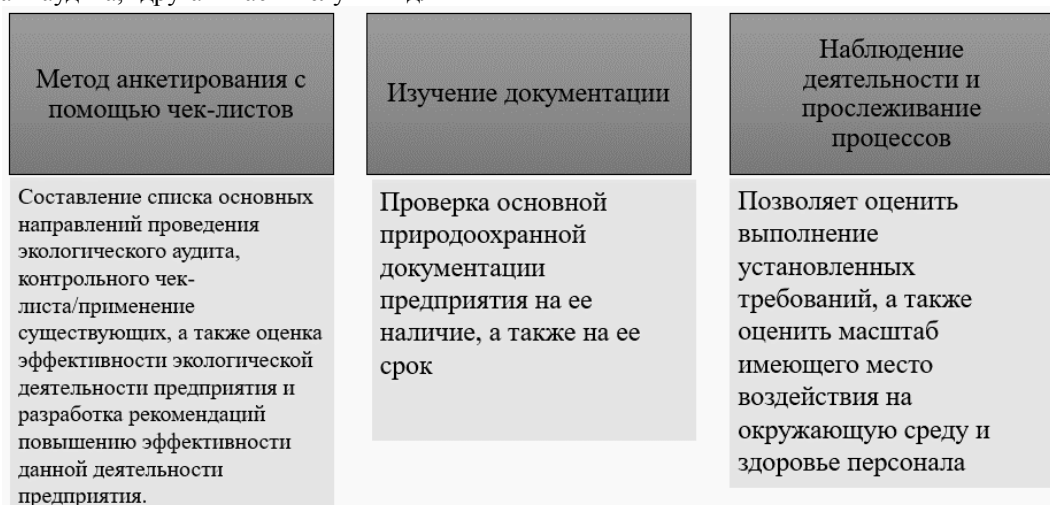 Метод анкетирования с
помощью чек-листов
Составление списка основных
направлений проведения
экологического аудита,
контрольного чек-
листа/применение
существующих, а также оценка
эффективности экологической
деятельности предприятия и
разработка рекомендаций
повышению эффективности
данной деятельности
предприятия.
Изучение документации
Проверка основной
природоохранной
документации
предприятия на ее
наличие, а также на ее
срок
Наблюдение
деятельности и
прослеживание
процессов
Позволяет оценить
выполнение
установленных
требований, а также
оценить масштаб
имеющего место
воздействия на
окружающую среду и
здоровье персонала